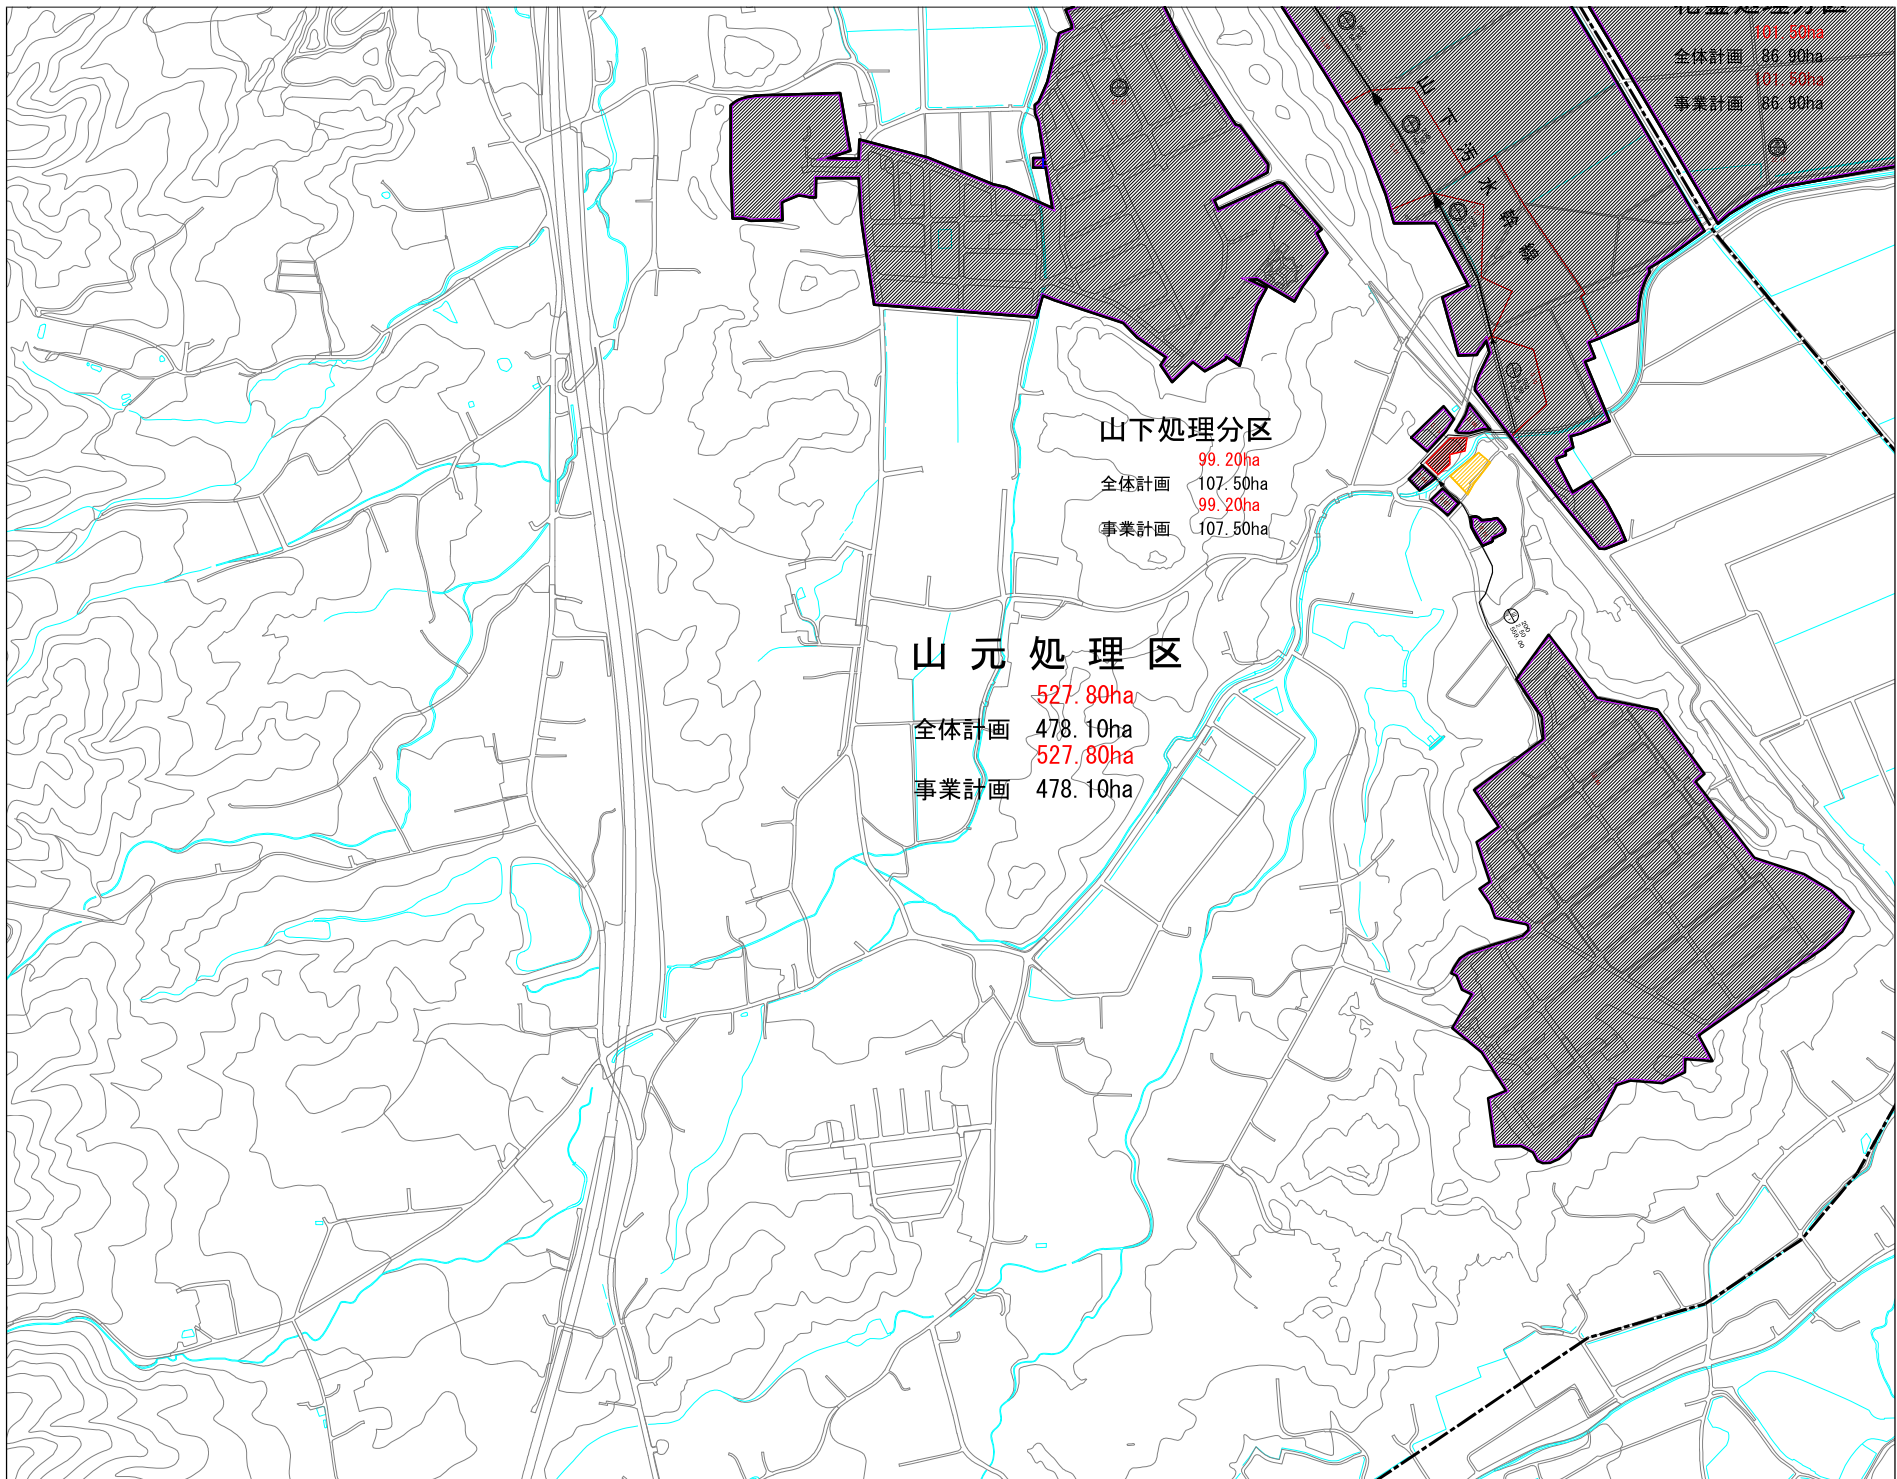 101.50ha
全体計画 86.90ha
101.50ha
事業計画 86.90ha
山下汚水幹線
山下処理分区
99.20ha
全体計画 107.50ha
99.20ha
事業計画 107.50ha
山元処理区
527.80ha
全体計画 478.10ha
527.80ha
事業計画 478.10ha